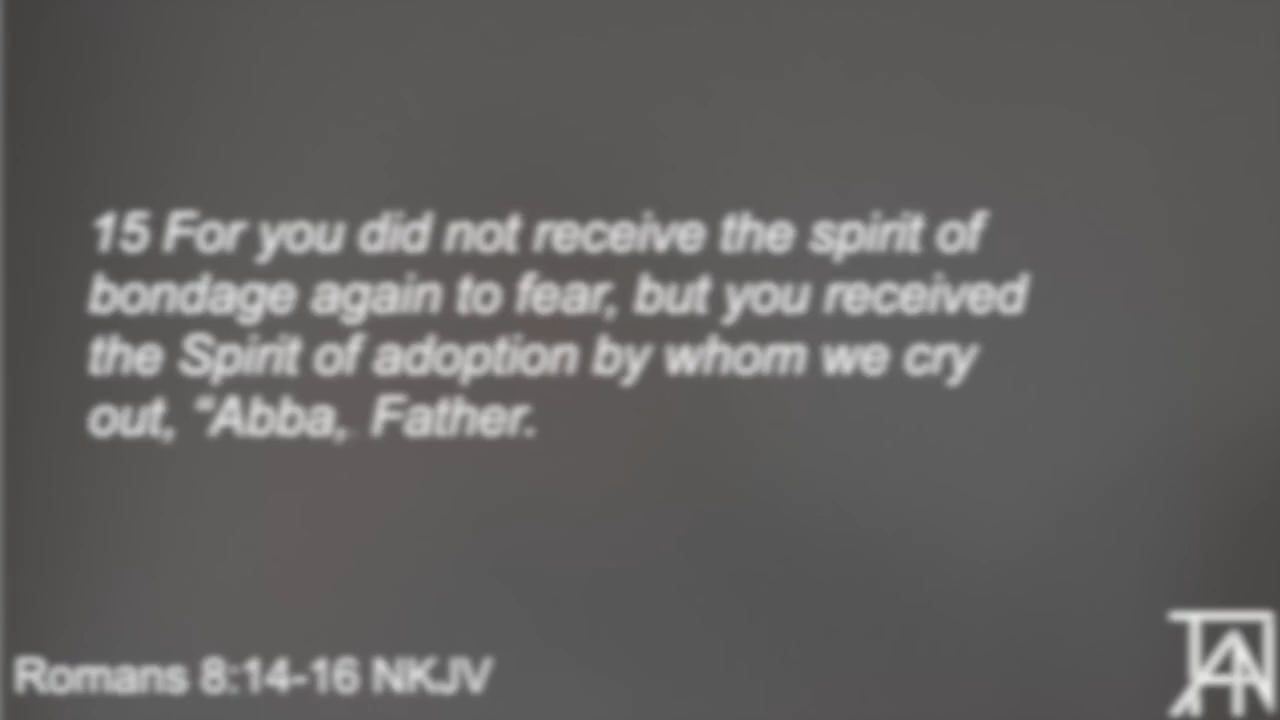 15 For you did not receive the spirit of
bondage again to fear, but you received
the Spirit of adoption by whom we cry
out, “Abba, Father.
Romans 8:14-16 NKJV